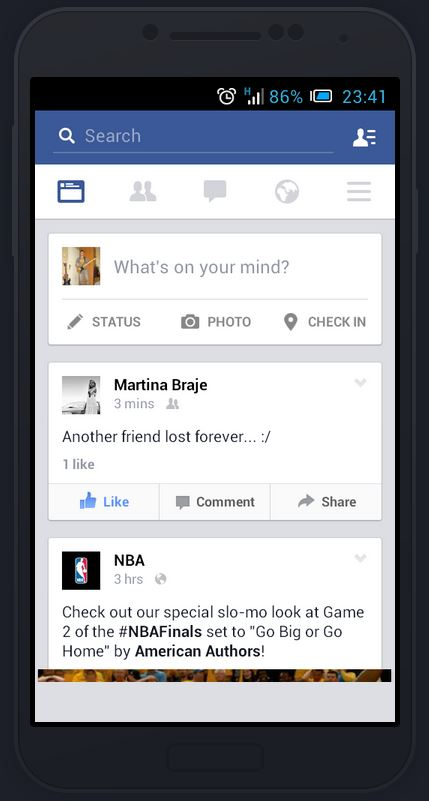 H 86% 23:41
Search
What's on your mind?
STATUS PHOTO CHECK IN
Martina Braje
3 mins
Another friend lost forever... :/
1 like
Like Comment Share
NBA
3 hrs
Check out our special slo-mo look at Game
2 of the #NBAFinals set to "Go Big or Go
Home" by American Authors!